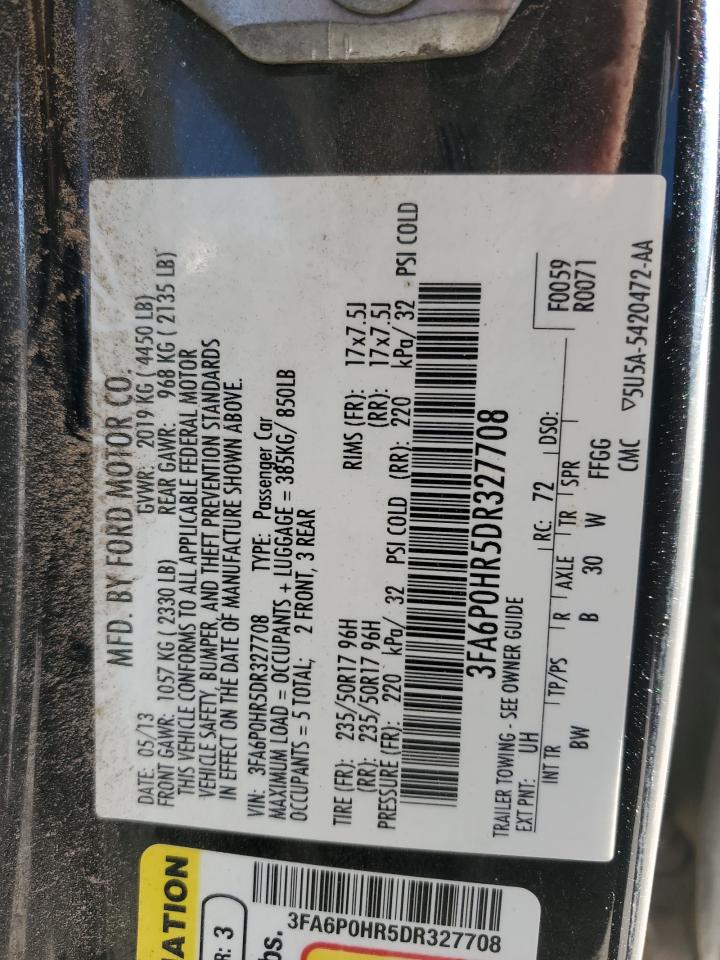 MFD. BY FORD MOTOR CO.
DATE: 05/13 GVWR: 2019 KG (4450 LB)
FRONT GAWR: 1057 KG (2330 LB) REAR GAWR: 968 KG (2135 LB)
THIS VEHICLE CONFORMS TO ALL APPLICABLE FEDERAL MOTOR
VEHICLE SAFETY, BUMPER, AND THEFT PREVENTION STANDARDS
IN EFFECT ON THE DATE OF MANUFACTURE SHOWN ABOVE.
VIN: 3FA6P0HR5DR327708 TYPE: Passenger Car
MAXIMUM LOAD = OCCUPANTS + LUGGAGE = 385KG/ 850LB
OCCUPANTS = 5 TOTAL; 2 FRONT, 3 REAR
TIRE (FR): 235/50R17 96H RIMS (FR): 17x7.5J
(RR): 235/50R17 96H (RR): 17x7.5J
PRESSURE (FR): 220 kPa/ 32 PSI COLD (RR): 220 kPa/ 32 PSI COLD
3FA6P0HR5DR327708
TRAILER TOWING - SEE OWNER GUIDE
F0059
R0071
EXT PNT: UH RC: 72 DSO:
INT TR TP/PS R AXLE TR SPR
BW B 30 W FFGG
CMC ▽5U5A-5420472-AA
ATION
R: 3
bs.
3FA6P0HR5DR327708